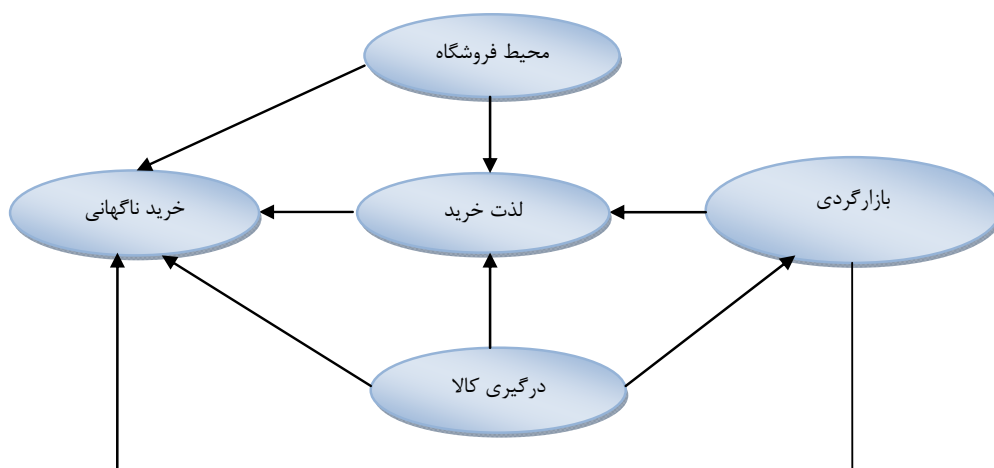 محیط فروشگاه
بازارگردی
لذت خرید
خرید ناگهانی
درگیری کالا